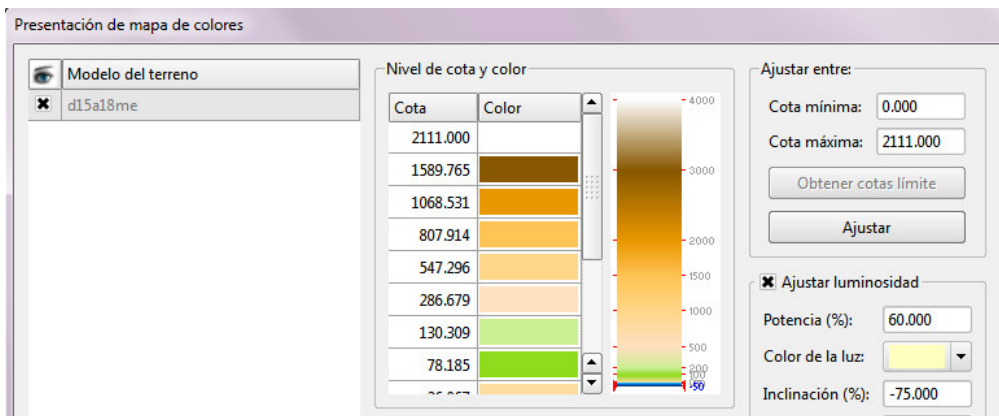 Presentación de mapa de colores
Modelo del terreno
d15a18me
Nivel de cota y color
Cota Color
2111.000
1589.765
1068.531
807.914
547.296
286.679
130.309
78.185
4000
3000
2000
1500
1000
500
200
-50
Ajustar entre:
Cota mínima: 0.000
Cota máxima: 2111.000
Obtener cotas límite
Ajustar
Ajustar luminosidad
Potencia (%): 60.000
Color de la luz:
Inclinación (%): -75.000